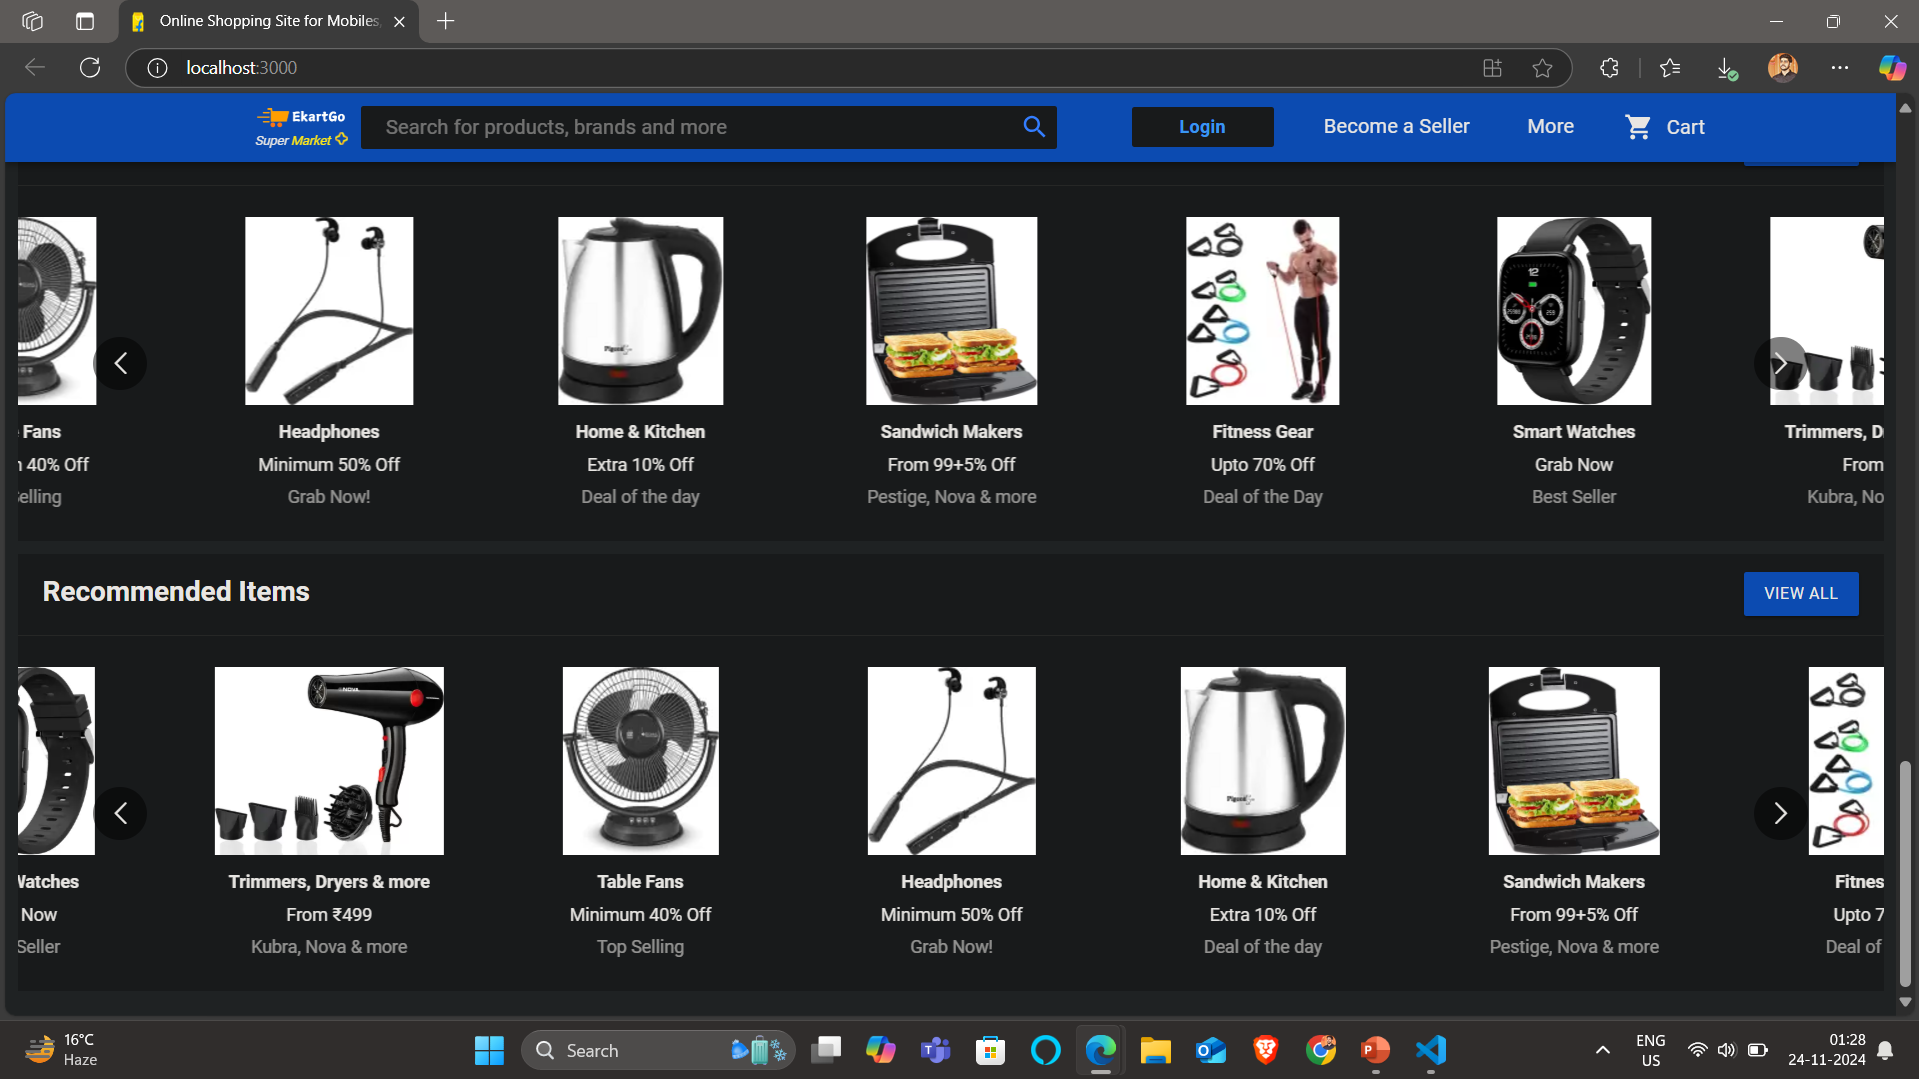 Online Shopping Site for Mobiles,
localhost:3000
EkartGo
Super Market
Search for products, brands and more
Login
Become a Seller
More
Cart
Fans
40% Off
elling
Headphones
Minimum 50% Off
Grab Now!
Home & Kitchen
Extra 10% Off
Deal of the day
Sandwich Makers
From 99+5% Off
Pestige, Nova & more
Fitness Gear
Upto 70% Off
Deal of the Day
Smart Watches
Grab Now
Best Seller
Trimmers, D
From
Kubra, No
Recommended Items
VIEW ALL
Watches
Now
Seller
Trimmers, Dryers & more
From ₹499
Kubra, Nova & more
Table Fans
Minimum 40% Off
Top Selling
Headphones
Minimum 50% Off
Grab Now!
Home & Kitchen
Extra 10% Off
Deal of the day
Sandwich Makers
From 99+5% Off
Pestige, Nova & more
Fitnes
Upto 7
Deal of
16°C
Haze
Search
ENG
US
01:28
24-11-2024